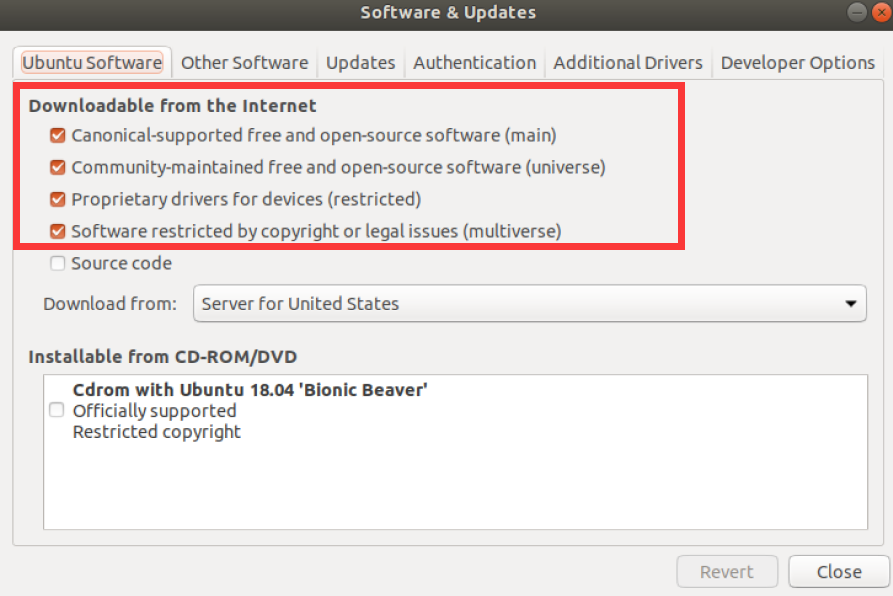 Software & Updates
Ubuntu Software
Other Software
Updates
Authentication
Additional Drivers
Developer Options
Downloadable from the Internet
Canonical-supported free and open-source software (main)
Community-maintained free and open-source software (universe)
Proprietary drivers for devices (restricted)
Software restricted by copyright or legal issues (multiverse)
Source code
Download from:
Server for United States
Installable from CD-ROM/DVD
Cdrom with Ubuntu 18.04 'Bionic Beaver'
Officially supported
Restricted copyright
Revert
Close